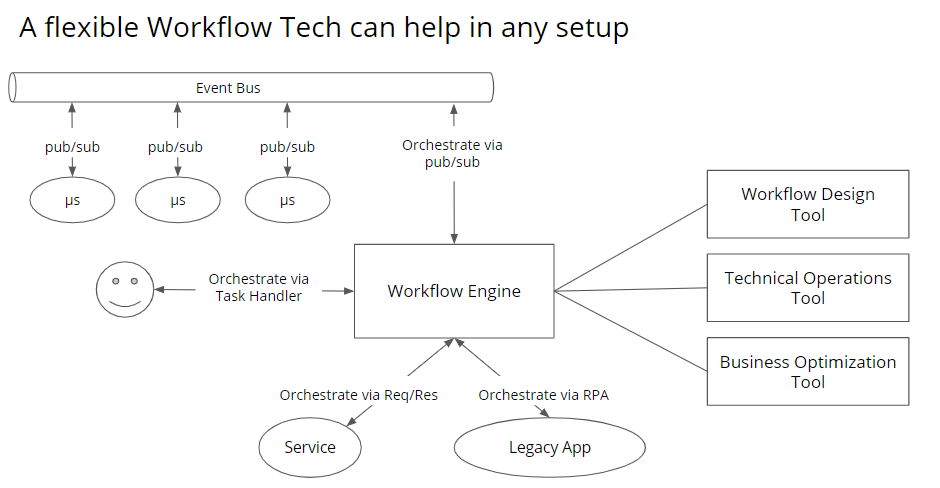 A flexible Workflow Tech can help in any setup
Event Bus
pub/sub
pub/sub
pub/sub
Orchestrate via
pub/sub
µs
µs
µs
Workflow Design
Tool
Orchestrate via
Task Handler
Workflow Engine
Technical Operations
Tool
Business Optimization
Tool
Orchestrate via Req/Res
Orchestrate via RPA
Service
Legacy App